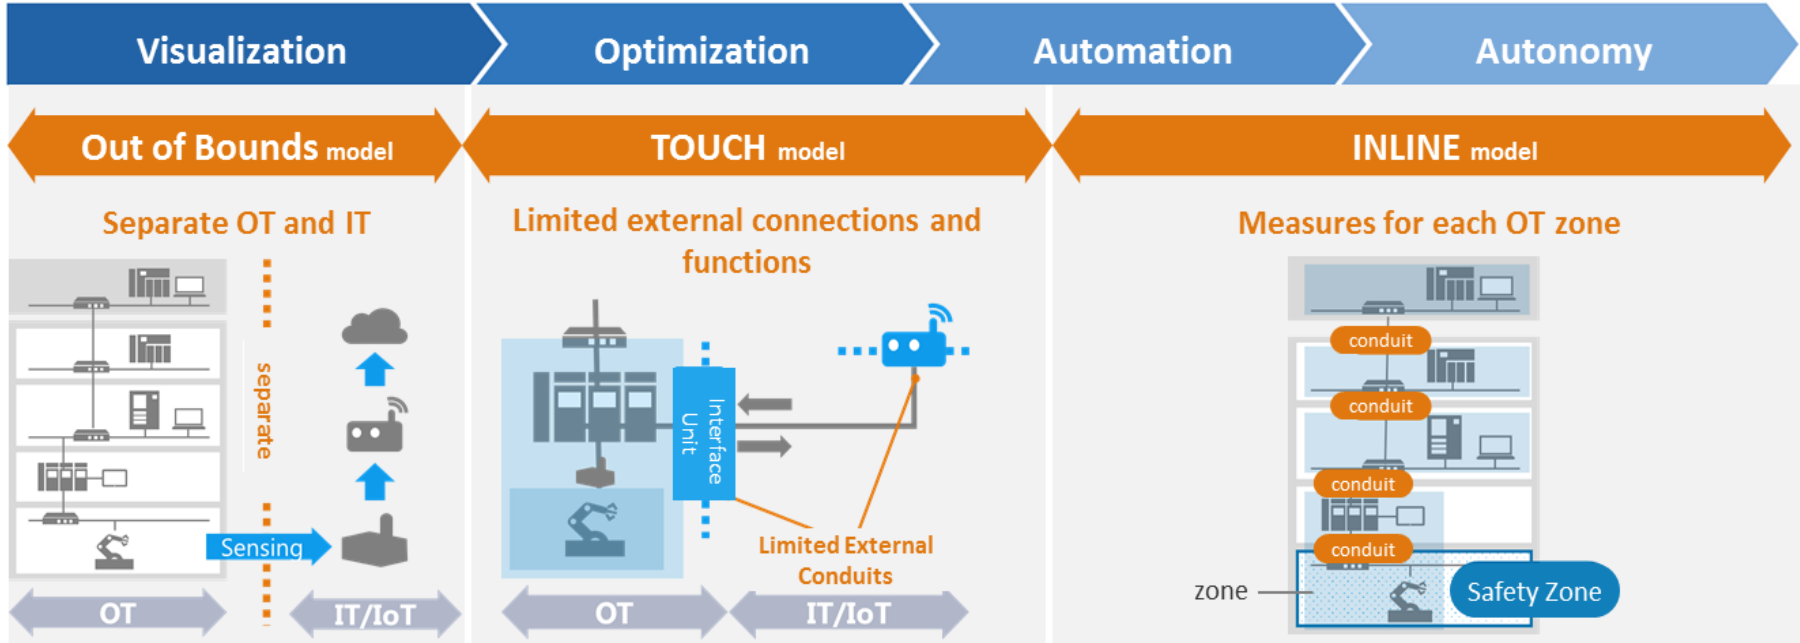 Visualization
Optimization
Automation
Autonomy
Out of Bounds model
TOUCH model
INLINE model
Separate OT and IT
separate
Sensing
OT
IT/IoT
Limited external connections and
functions
Interface
Unit
Limited External
Conduits
OT
IT/IoT
Measures for each OT zone
conduit
conduit
conduit
conduit
zone
Safety Zone